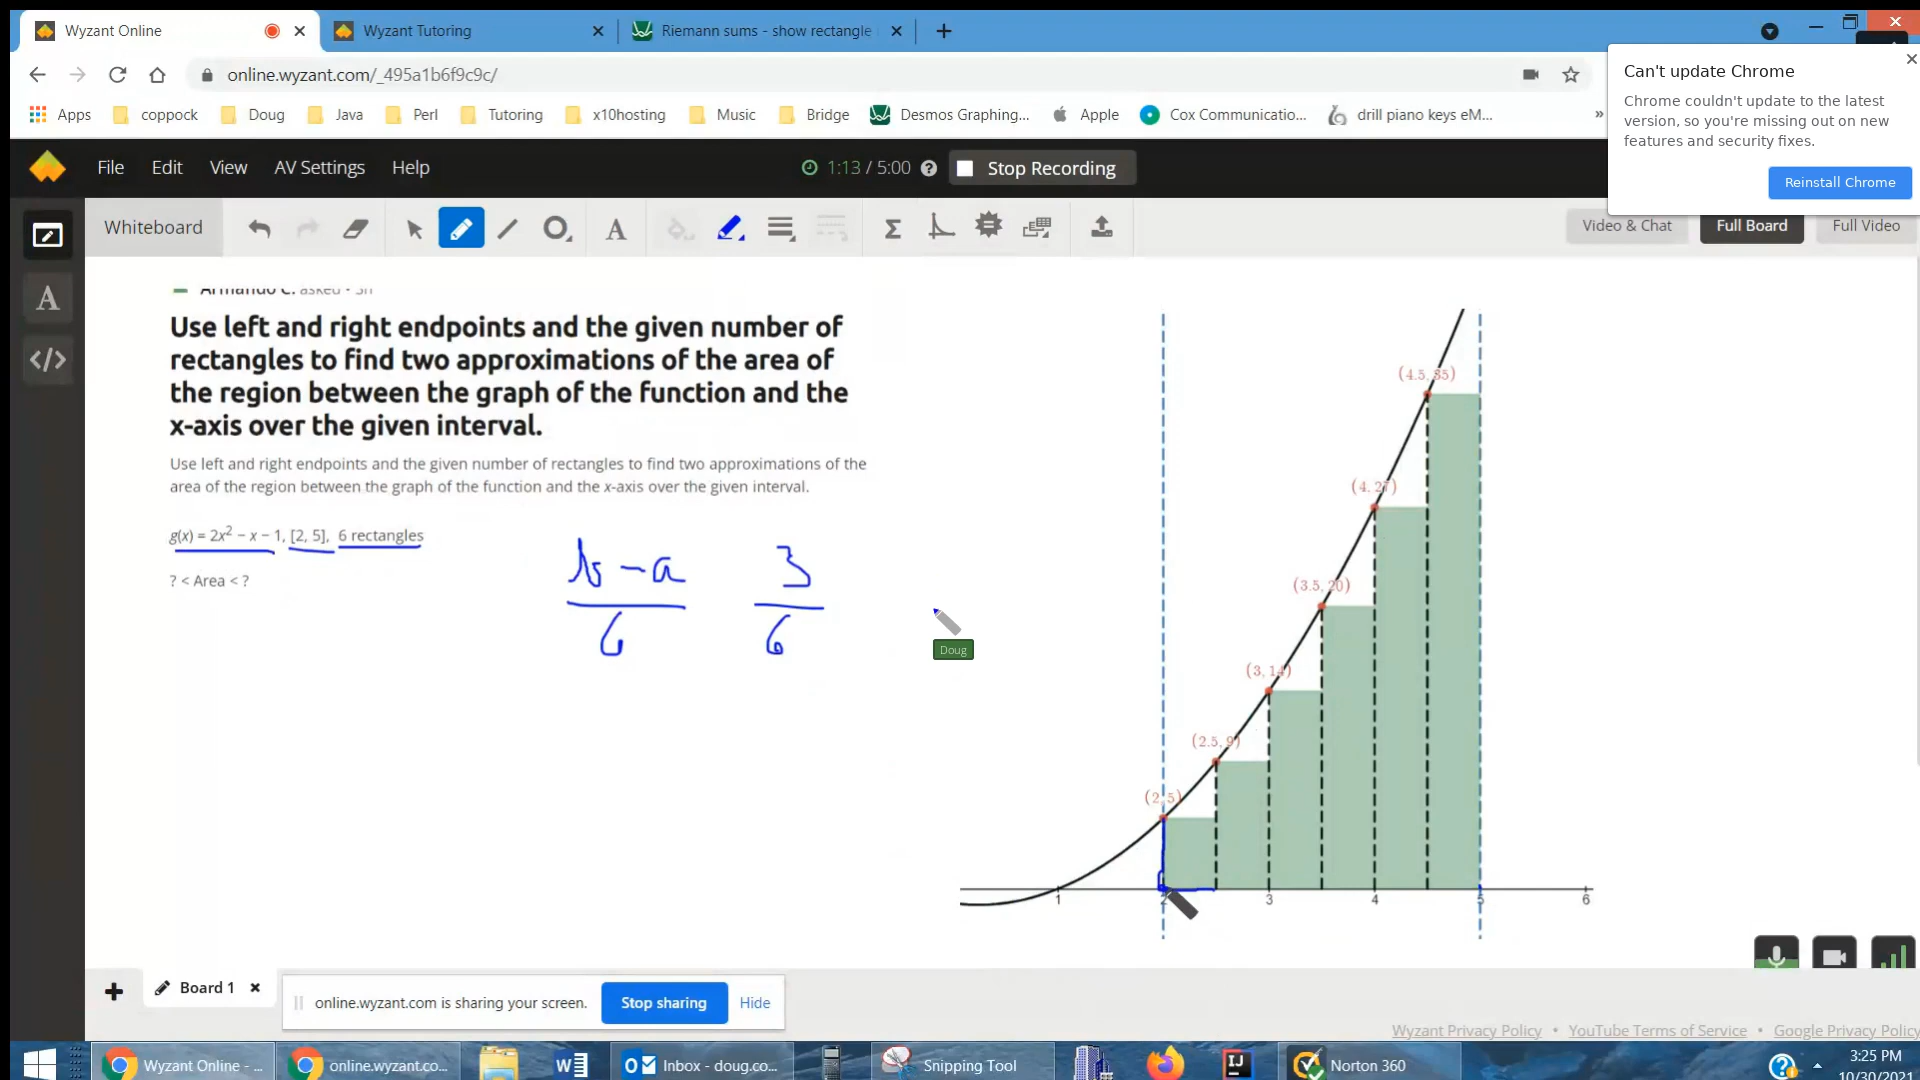 Wyzant Online
Wyzant Tutoring
Riemann sums - show rectangle
online.wyzant.com/_495a1b6f9c9c/
Apps coppock Doug Java Perl Tutoring x10hosting Music Bridge Desmos Graphing... Apple Cox Communicatio... drill piano keys eM... »
Can't update Chrome
Chrome couldn't update to the latest
version, so you're missing out on new
features and security fixes.
Reinstall Chrome
File Edit View AV Settings Help
1:13 / 5:00 Stop Recording
Whiteboard
Video & Chat Full Board Full Video
Armando C. asked • 3h
Use left and right endpoints and the given number of
rectangles to find two approximations of the area of
the region between the graph of the function and the
x-axis over the given interval.
Use left and right endpoints and the given number of rectangles to find two approximations of the
area of the region between the graph of the function and the x-axis over the given interval.
g(x) = 2x² − x − 1, [2, 5], 6 rectangles
? < Area < ?
b - a
6
3
6
Doug
(4.5, 35)
(4, 27)
(3.5, 20)
(3, 14)
(2.5, 9)
(2, 5)
1 2 3 4 5 6
Board 1
online.wyzant.com is sharing your screen. Stop sharing Hide
Wyzant Privacy Policy • YouTube Terms of Service • Google Privacy Policy
Wyzant Online - ...
online.wyzant.co...
Inbox - doug.co...
Snipping Tool
Norton 360
3:25 PM
10/30/2021